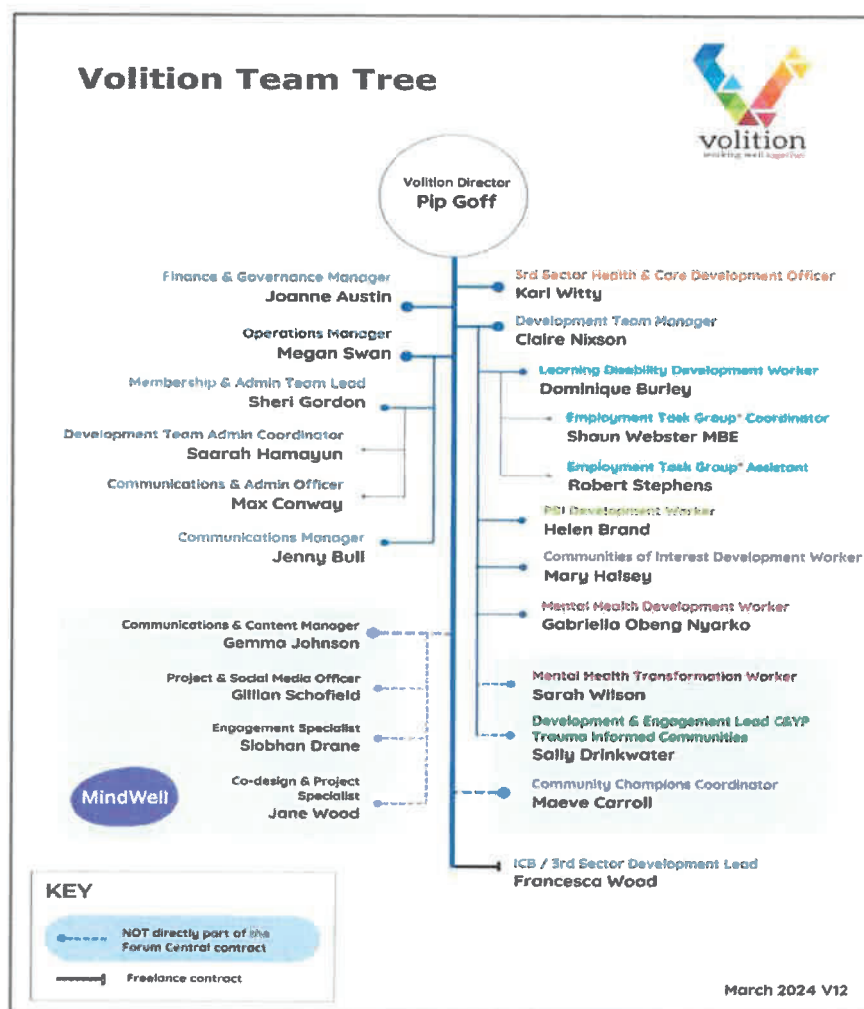 Volition Team Tree
volition
working well together
Volition Director
Pip Goff
Finance & Governance Manager
Joanne Austin
Operations Manager
Megan Swan
Membership & Admin Team Lead
Sheri Gordon
Development Team Admin Coordinator
Saarah Hamayun
Communications & Admin Officer
Max Conway
Communications Manager
Jenny Bull
Communications & Content Manager
Gemma Johnson
Project & Social Media Officer
Gillian Schofield
Engagement Specialist
Siobhan Drane
Co-design & Project
Specialist
Jane Wood
MindWell
3rd Sector Health & Care Development Officer
Karl Witty
Development Team Manager
Claire Nixson
Learning Disability Development Worker
Dominique Burley
Employment Task Group* Coordinator
Shaun Webster MBE
Employment Task Group* Assistant
Robert Stephens
PSI Development Worker
Helen Brand
Communities of Interest Development Worker
Mary Halsey
Mental Health Development Worker
Gabriella Obeng Nyarko
Mental Health Transformation Worker
Sarah Wilson
Development & Engagement Lead C&YP
Trauma Informed Communities
Sally Drinkwater
Community Champions Coordinator
Maeve Carroll
ICB / 3rd Sector Development Lead
Francesca Wood
KEY
NOT directly part of the
Forum Central contract
Freelance contract
March 2024 V12